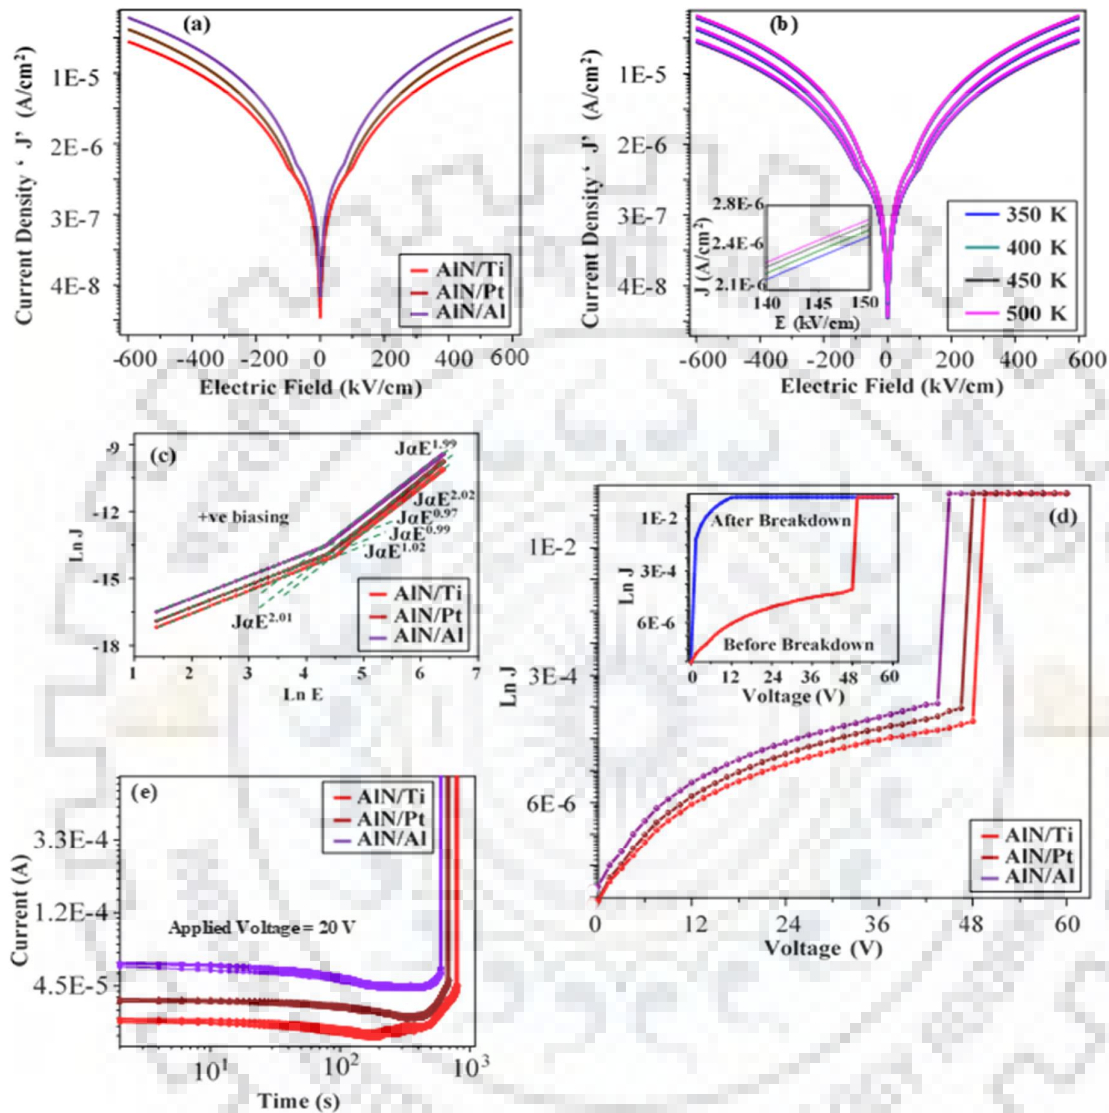 (a)
Current Density ‘ J’ (A/cm²)
1E-5
2E-6
3E-7
4E-8
AlN/Ti
AlN/Pt
AlN/Al
-600 -400 -200 0 200 400 600
Electric Field (kV/cm)
(b)
Current Density ‘ J’ (A/cm²)
1E-5
2E-6
3E-7
4E-8
J (A/cm²)
2.8E-6
2.4E-6
2.1E-6
140 145 150
E (kV/cm)
350 K
400 K
450 K
500 K
-600 -400 -200 0 200 400 600
Electric Field (kV/cm)
(c)
Ln J
-9
-12
-15
-18
+ve biasing
JαE1.99
JαE2.02
JαE0.97
JαE0.99
JαE1.02
JαE2.01
AlN/Ti
AlN/Pt
AlN/Al
1 2 3 4 5 6 7
Ln E
(d)
Ln J
1E-2
3E-4
6E-6
Ln J
1E-2
3E-4
6E-6
After Breakdown
Before Breakdown
0 12 24 36 48 60
Voltage (V)
AlN/Ti
AlN/Pt
AlN/Al
0 12 24 36 48 60
Voltage (V)
(e)
Current (A)
3.3E-4
1.2E-4
4.5E-5
AlN/Ti
AlN/Pt
AlN/Al
Applied Voltage = 20 V
10¹ 10² 10³
Time (s)